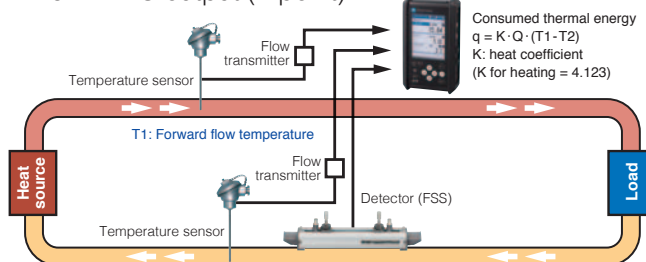 Flow
transmitter
Temperature sensor
Consumed thermal energy
q = K·Q·(T1-T2)
K: heat coefficient
(K for heating = 4.123)
T1: Forward flow temperature
Heat
source
Flow
transmitter
Load
Detector (FSS)
Temperature sensor